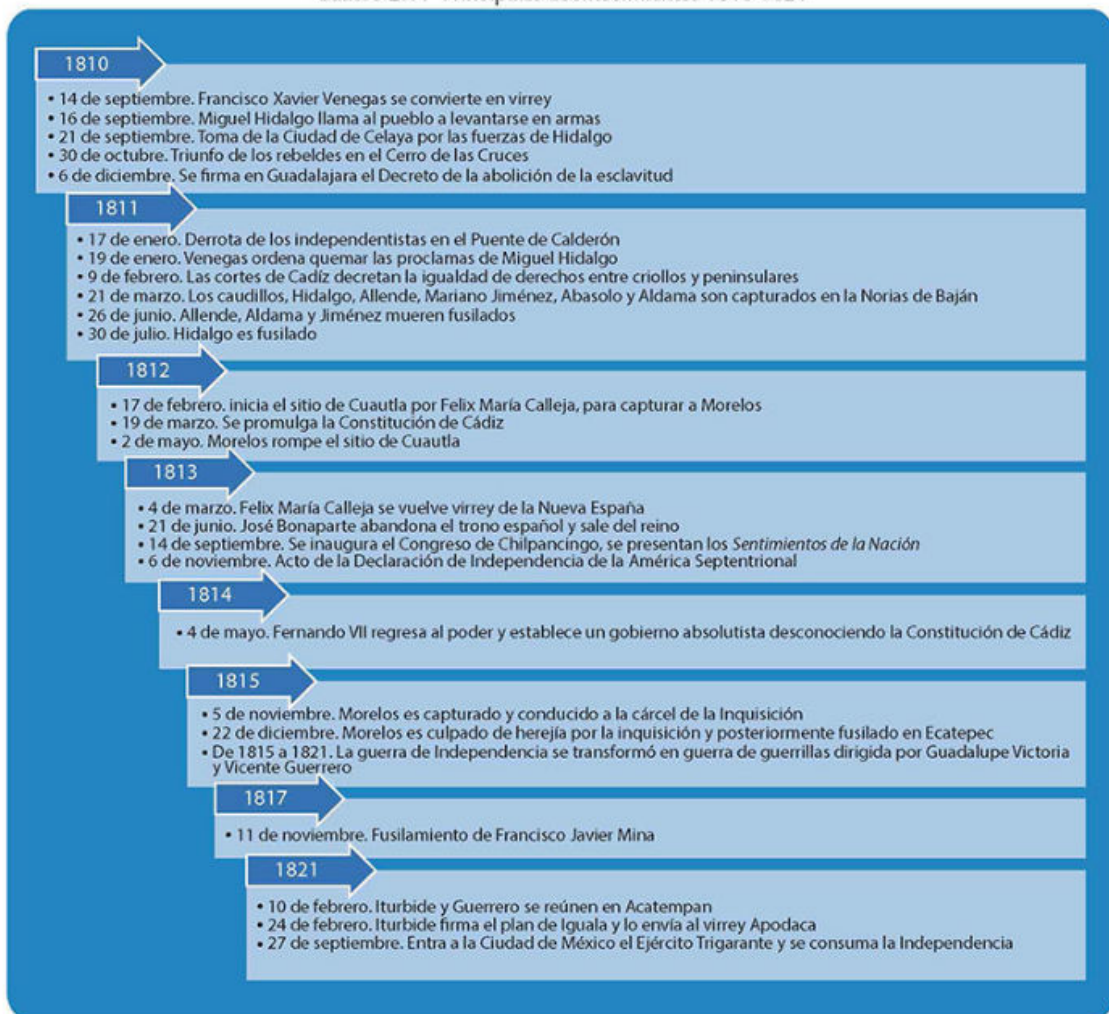 1810
• 14 de septiembre. Francisco Xavier Venegas se convierte en virrey
• 16 de septiembre. Miguel Hidalgo llama al pueblo a levantarse en armas
• 21 de septiembre. Toma de la Ciudad de Celaya por las fuerzas de Hidalgo
• 30 de octubre. Triunfo de los rebeldes en el Cerro de las Cruces
• 6 de diciembre. Se firma en Guadalajara el Decreto de la abolición de la esclavitud
1811
• 17 de enero. Derrota de los independentistas en el Puente de Calderón
• 19 de enero. Venegas ordena quemar las proclamas de Miguel Hidalgo
• 9 de febrero. Las cortes de Cadíz decretan la igualdad de derechos entre criollos y peninsulares
• 21 de marzo. Los caudillos, Hidalgo, Allende, Mariano Jiménez, Abasolo y Aldama son capturados en la Norias de Baján
• 26 de junio. Allende, Aldama y Jiménez mueren fusilados
• 30 de julio. Hidalgo es fusilado
1812
• 17 de febrero. inicia el sitio de Cuautla por Felix María Calleja, para capturar a Morelos
• 19 de marzo. Se promulga la Constitución de Cádiz
• 2 de mayo. Morelos rompe el sitio de Cuautla
1813
• 4 de marzo. Felix María Calleja se vuelve virrey de la Nueva España
• 21 de junio. José Bonaparte abandona el trono español y sale del reino
• 14 de septiembre. Se inaugura el Congreso de Chilpancingo, se presentan los Sentimientos de la Nación
• 6 de noviembre. Acto de la Declaración de Independencia de la América Septentrional
1814
• 4 de mayo. Fernando VII regresa al poder y establece un gobierno absolutista desconociendo la Constitución de Cádiz
1815
• 5 de noviembre. Morelos es capturado y conducido a la cárcel de la Inquisición
• 22 de diciembre. Morelos es culpado de herejía por la inquisición y posteriormente fusilado en Ecatepec
• De 1815 a 1821. La guerra de Independencia se transformó en guerra de guerrillas dirigida por Guadalupe Victoria
y Vicente Guerrero
1817
• 11 de noviembre. Fusilamiento de Francisco Javier Mina
1821
• 10 de febrero. Iturbide y Guerrero se reúnen en Acatempan
• 24 de febrero. Iturbide firma el plan de Iguala y lo envía al virrey Apodaca
• 27 de septiembre. Entra a la Ciudad de México el Ejército Trigarante y se consuma la Independencia